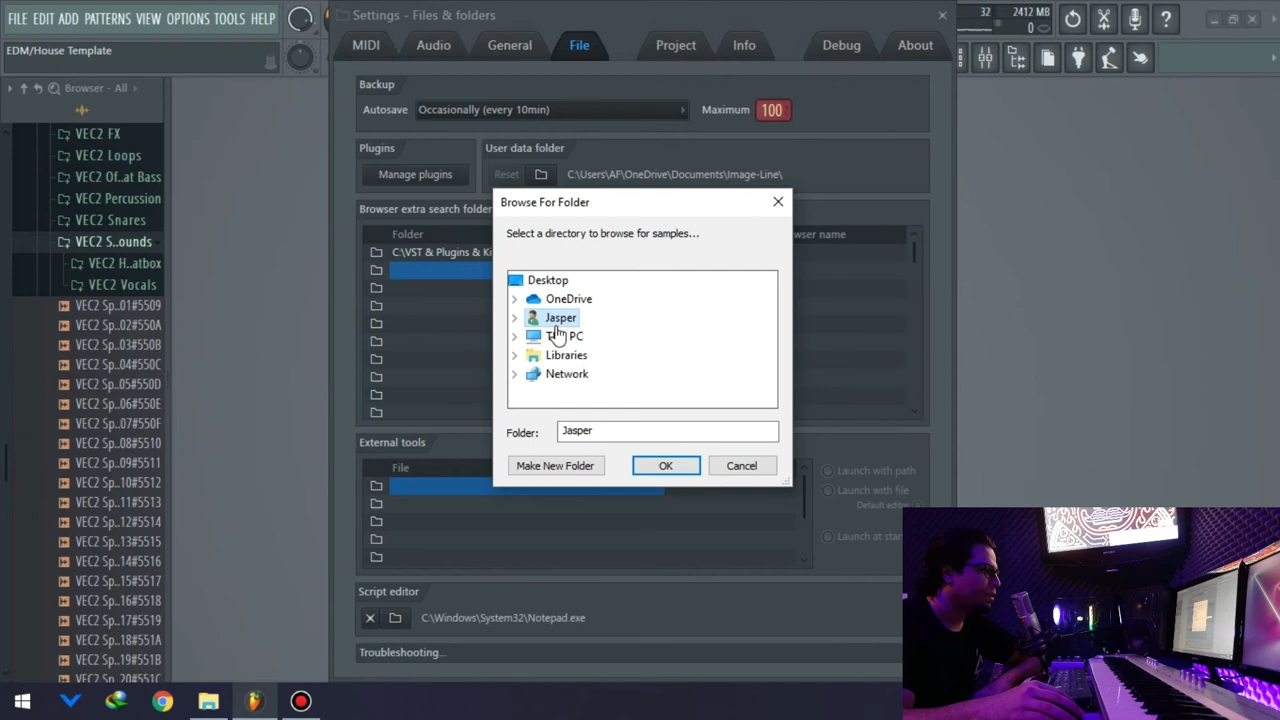 FILE EDIT ADD PATTERNS VIEW OPTIONS TOOLS HELP
EDM/House Template
Settings - Files & folders
32
2412 MB
0
MIDI
Audio
General
File
Project
Info
Debug
About
Browser - All
VEC2 FX
VEC2 Loops
VEC2 Of..at Bass
VEC2 Percussion
VEC2 Snares
VEC2 S..ounds
VEC2 H..atbox
VEC2 Vocals
VEC2 Sp..01#5509
VEC2 Sp..02#550A
VEC2 Sp..03#550B
VEC2 Sp..04#550C
VEC2 Sp..05#550D
VEC2 Sp..06#550E
VEC2 Sp..07#550F
VEC2 Sp..08#5510
VEC2 Sp..09#5511
VEC2 Sp..10#5512
VEC2 Sp..11#5513
VEC2 Sp..12#5514
VEC2 Sp..13#5515
VEC2 Sp..14#5516
VEC2 Sp..15#5517
VEC2 Sp..16#5518
VEC2 Sp..17#5519
VEC2 Sp..18#551A
VEC2 Sp..19#551B
VEC2 Sp..20#551C
Backup
Autosave
Occasionally (every 10min)
Maximum
100
Plugins
User data folder
Manage plugins
Reset
C:\Users\AF\OneDrive\Documents\Image-Line\
Browser extra search folder
Folder
wser name
C:\VST & Plugins & Ki
Browse For Folder
Select a directory to browse for samples...
Desktop
OneDrive
Jasper
PC
Libraries
Network
Folder:
Jasper
Make New Folder
OK
Cancel
External tools
File
Launch with path
Launch with file
Default editor
Launch at star
Script editor
C:\Windows\System32\Notepad.exe
Troubleshooting...